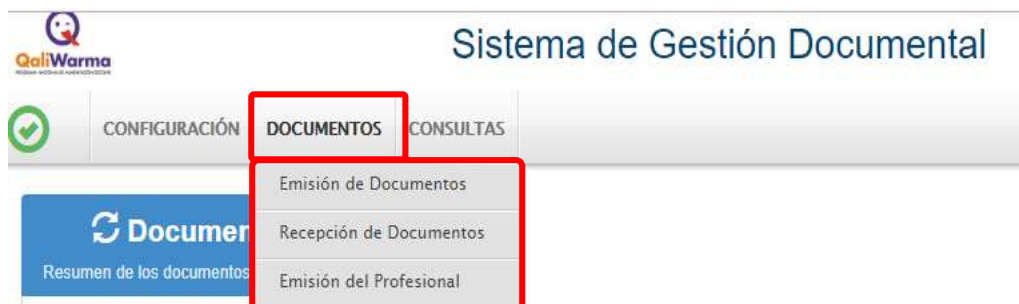 QaliWarma
Sistema de Gestión Documental
CONFIGURACIÓN DOCUMENTOS CONSULTAS
Emisión de Documentos
Documen
Recepción de Documentos
Resumen de los documentos
Emisión del Profesional